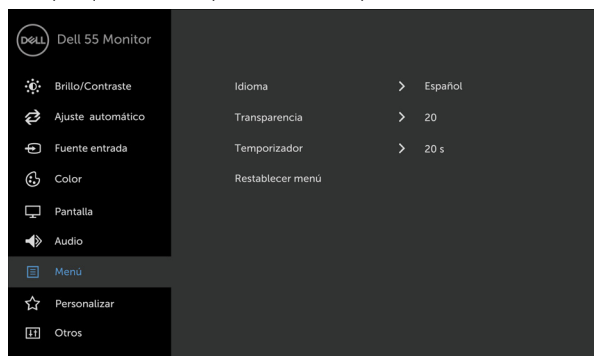 DELL Dell 55 Monitor
Brillo/Contraste
Ajuste automático
Fuente entrada
Color
Pantalla
Audio
Menú
Personalizar
Otros
Idioma > Español
Transparencia > 20
Temporizador > 20 s
Restablecer menú